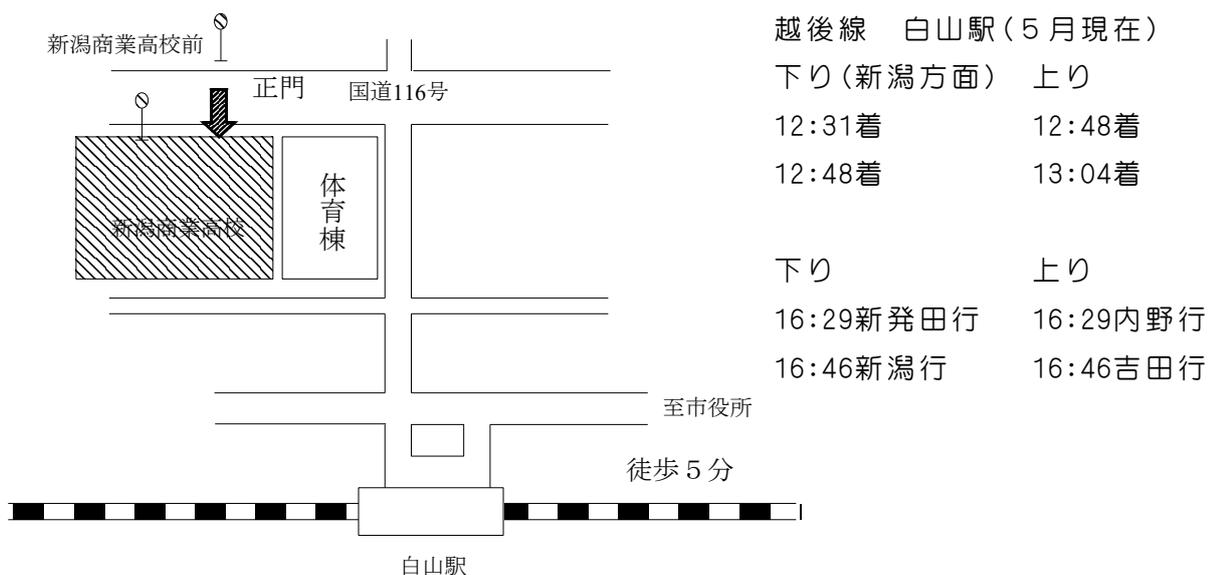 新潟商業高校前
正門
国道116号
体育棟
新潟商業高校
至市役所
徒歩５分
白山駅
越後線　白山駅(５月現在)
下り(新潟方面)　上り
12:31着　12:48着
12:48着　13:04着
下り　上り
16:29新発田行　16:29内野行
16:46新潟行　16:46吉田行